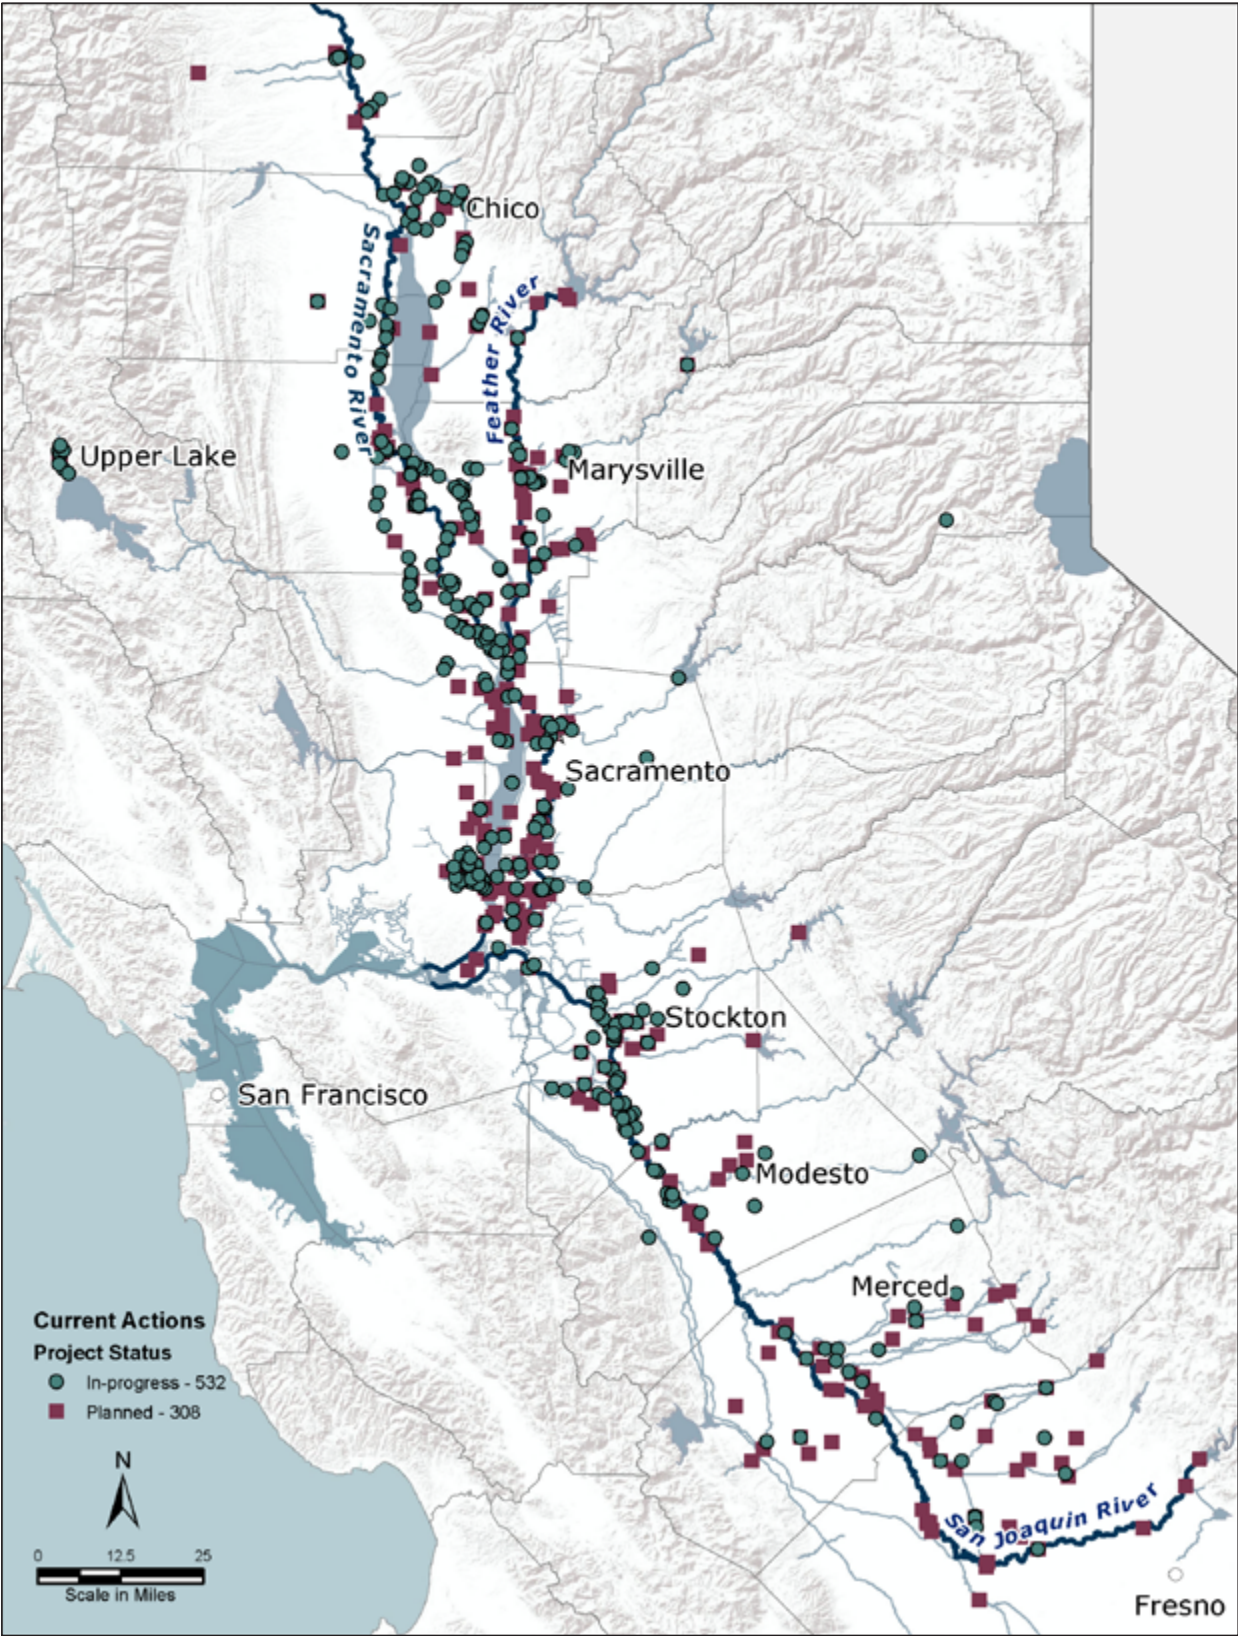 Chico
Sacramento River
Feather River
Upper Lake
Marysville
Sacramento
Stockton
San Francisco
Modesto
Merced
Current Actions
Project Status
In-progress - 532
Planned - 308
N
0 12.5 25
Scale in Miles
San Joaquin River
Fresno